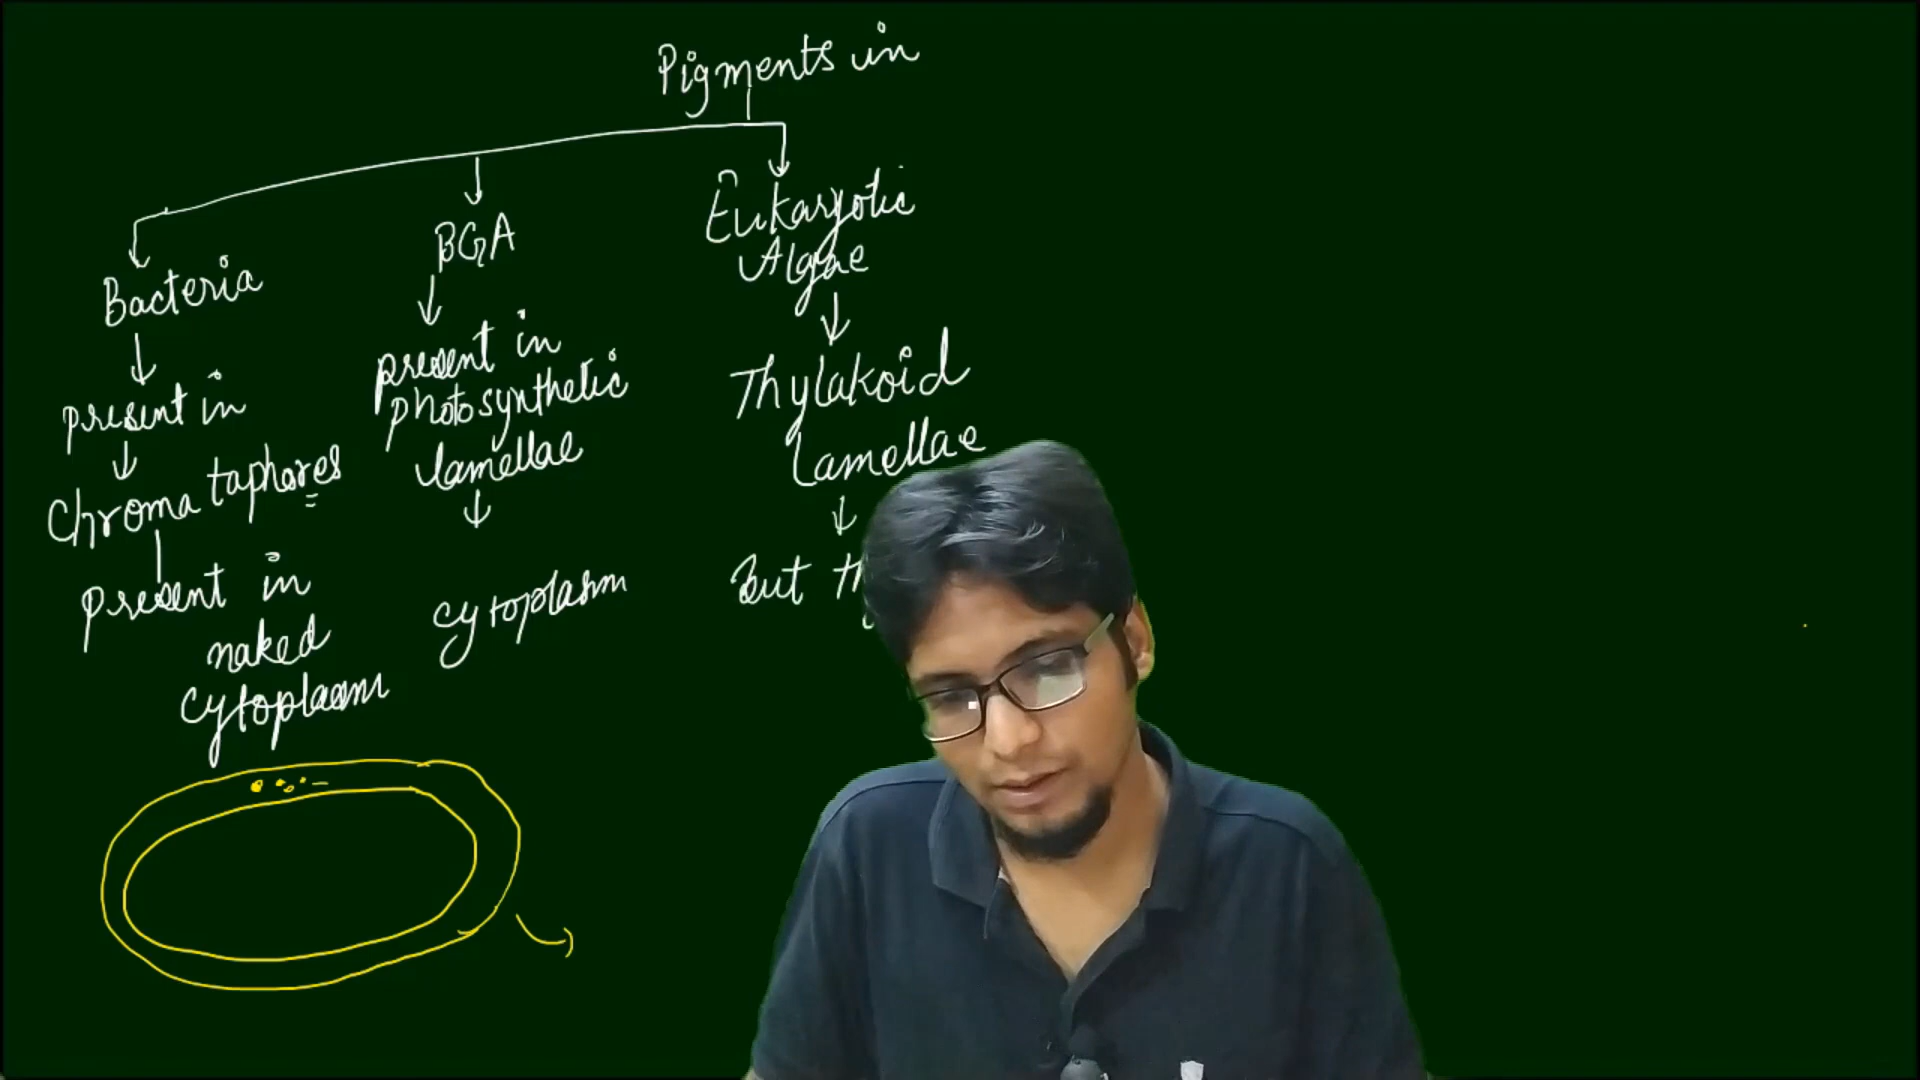 Pigments in
Bacteria
present in
Chromataphores
present in
naked
cytoplasm
BGA
present in
photosynthetic
lamellae
cytoplasm
Eukaryotic
Algae
Thylakoid
Lamellae
But